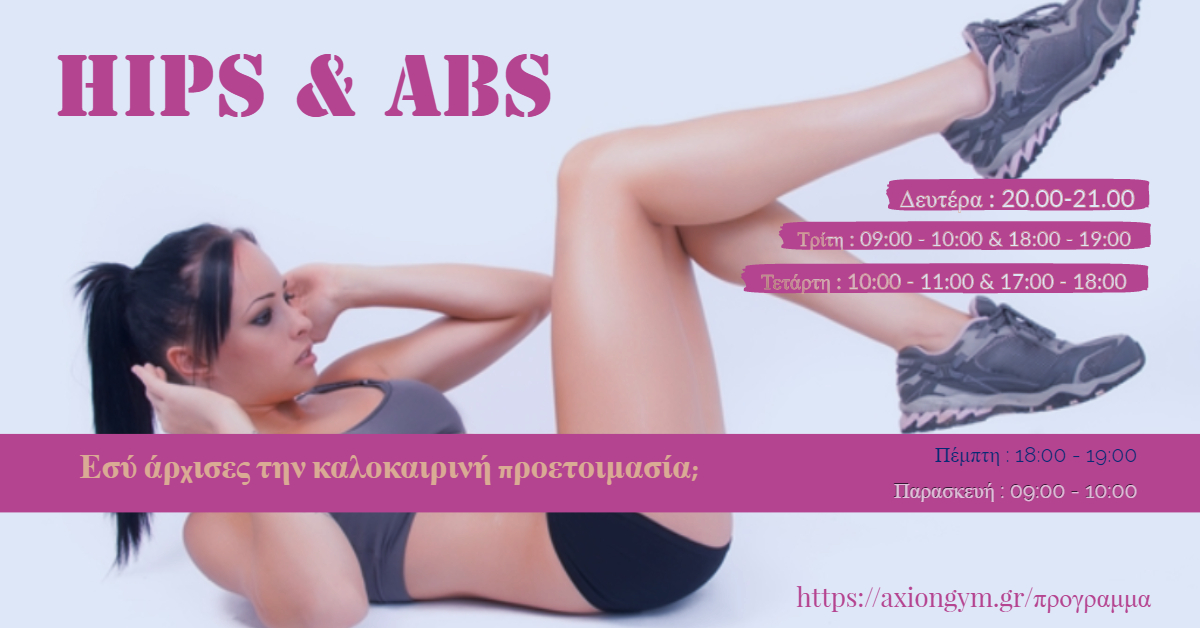 HIPS & ABS
Δευτέρα : 20.00-21.00
Τρίτη : 09:00 - 10:00 & 18:00 - 19:00
Τετάρτη : 10:00 - 11:00 & 17:00 - 18:00
Εσύ άρχισες την καλοκαιρινή προετοιμασία;
Πέμπτη : 18:00 - 19:00
Παρασκευή : 09:00 - 10:00
https://axiongym.gr/προγραμμα